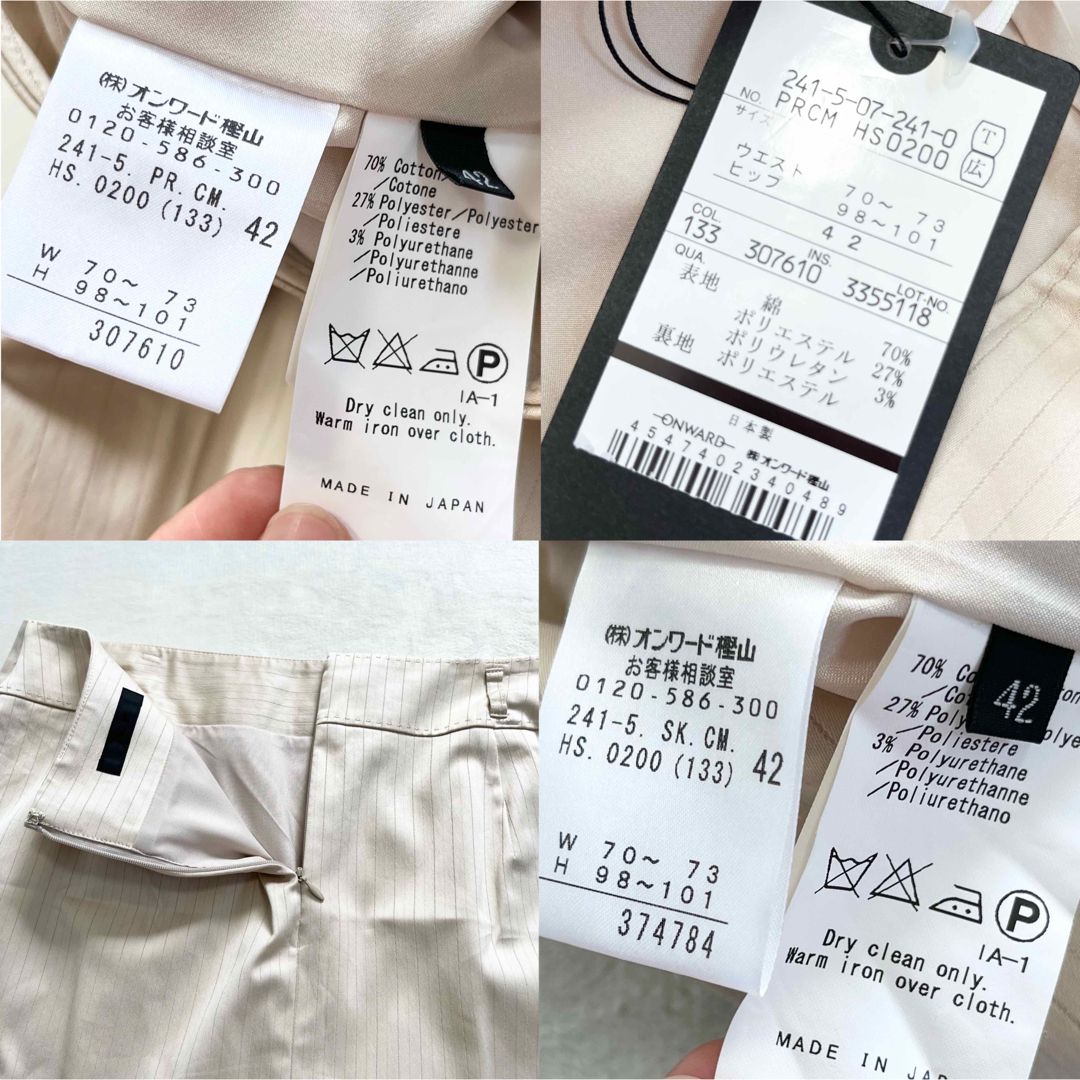 (株)オンワード樫山
お客様相談室
0120-586-300
241-5. PR. CM.
HS. 0200 (133) 42
W 70～ 73
H 98～101
307610
42
70% Cotton
/Cotone
27% Polyester/Polyester
/Poliestere
3% Polyurethane
/Polyurethanne
/Poliuretano
P
IA-1
Dry clean only.
Warm iron over cloth.
MADE IN JAPAN
241-5-07-241-0
NO. PRCM HS0200
T
広
サイズ
ウエスト 70～ 73
ヒップ 98～101
42
COL. INS. LOT-NO.
133 307610 3355118
QUA.
表地 綿 70%
ポリエステル 27%
ポリウレタン 3%
裏地 ポリエステル
日本製
ONWARD 株式オンワード樫山
4547402340489
(株)オンワード樫山
お客様相談室
0120-586-300
241-5. SK. CM.
HS. 0200 (133) 42
W 70～ 73
H 98～101
374784
42
70%
27%
/Poliestere
3% Polyurethane
/Polyurethanne
/Poliuretano
P
IA-1
Dry clean only.
Warm iron over cloth.
MADE IN